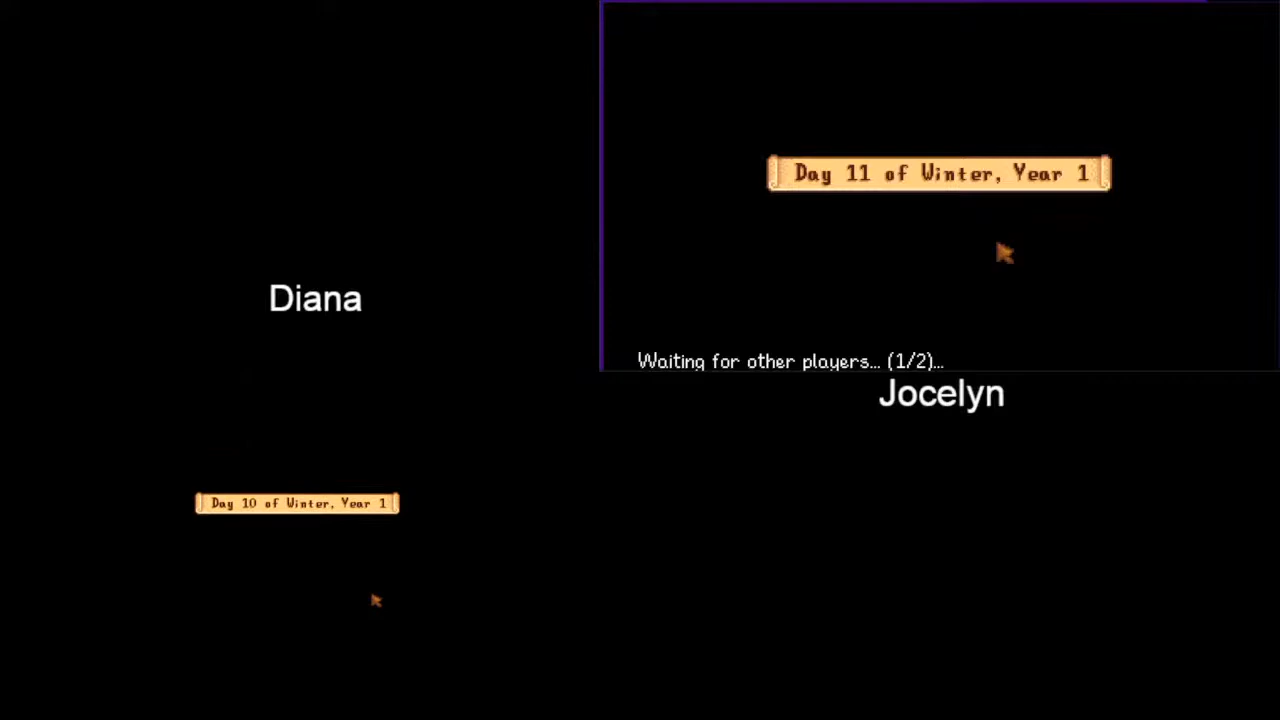 Day 11 of Winter, Year 1
Diana
Waiting for other players... (1/2)...
Jocelyn
Day 10 of Winter, Year 1